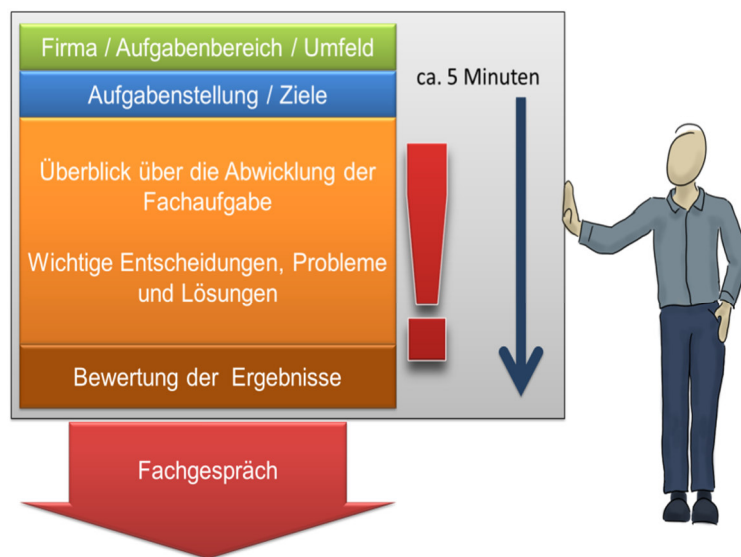 Firma / Aufgabenbereich / Umfeld
Aufgabenstellung / Ziele
ca. 5 Minuten
Überblick über die Abwicklung der
Fachaufgabe
Wichtige Entscheidungen, Probleme
und Lösungen
!
Bewertung der Ergebnisse
Fachgespräch